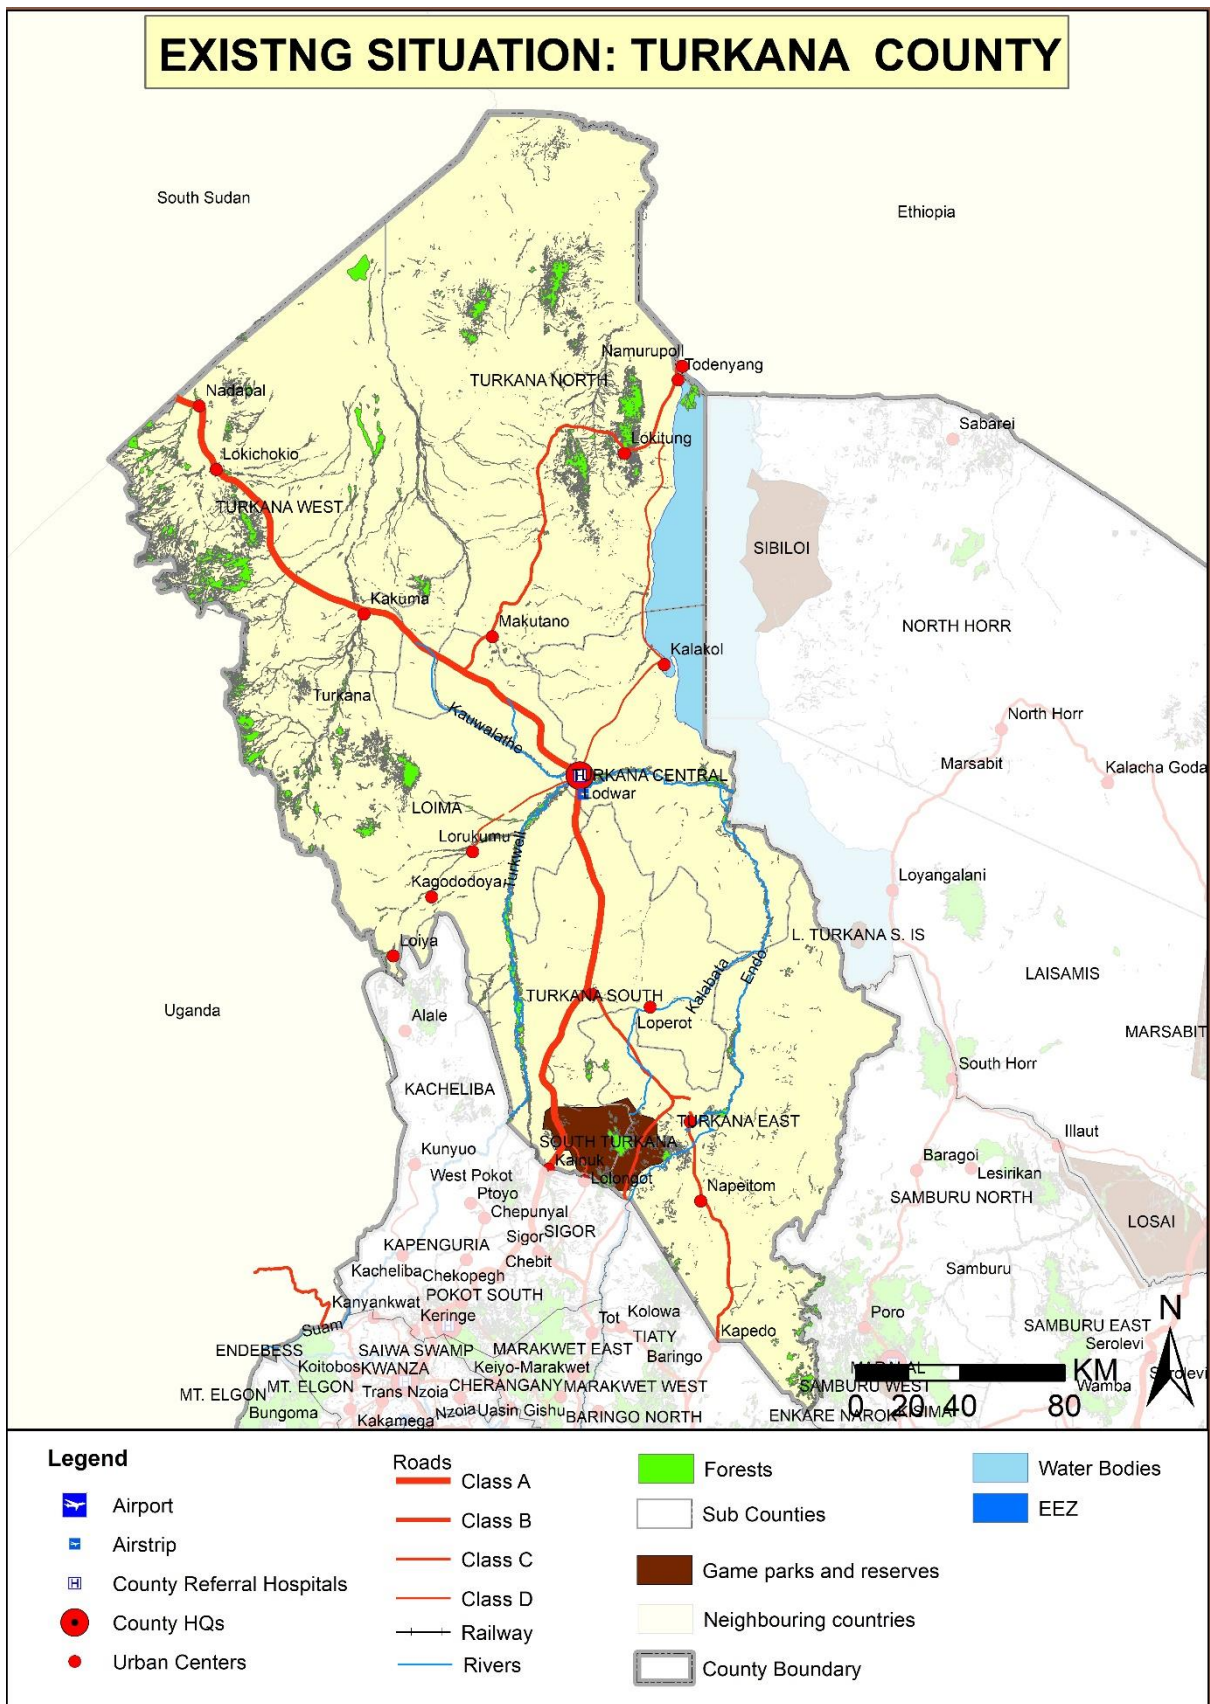 EXISTNG SITUATION: TURKANA COUNTY
South Sudan
Ethiopia
Namurupoll
Todenyang
TURKANA NORTH
Nadapal
Sabarei
Lokitung
Lokichokio
TURKANA WEST
SIBILOI
Kakuma
Makutano
NORTH HORR
Kalakol
Turkana
Kauwalathe
North Horr
Marsabit
Kalacha Goda
TURKANA CENTRAL
Lodwar
LOIMA
Lorukumu
Turkwell
Kagododoya
Loyangalani
L. TURKANA S. IS
Loiya
Kalabata
Endo
LAISAMIS
TURKANA SOUTH
Loperot
Uganda
Alale
MARSABIT
South Horr
KACHELIBA
TURKANA EAST
Illaut
SOUTH TURKANA
Kunyuo
Kainuk
Baragoi
Lesirikan
West Pokot
Lolongot
Napeitom
SAMBURU NORTH
Ptoyo
Chepunyal
LOSAI
Sigor
SIGOR
KAPENGURIA
Chebit
Kacheliba
Chekopegh
Samburu
POKOT SOUTH
Kanyankwat
Keringe
Kolowa
Tot
Poro
N
Suam
TIATY
Kapedo
SAMBURU EAST
ENDEBESS
SAIWA SWAMP
MARAKWET EAST
Baringo
Serolevi
Koitobos
KWANZA
Keiyo-Marakwet
MARALAL
KM
Serolevi
MT. ELGON
MT. ELGON
Trans Nzoia
CHERANGANY
MARAKWET WEST
SAMBURU WEST
Wamba
Bungoma
Kakamega
Nzoia
Uasin Gishu
BARINGO NORTH
0 20 40 80
ENKARE NAROK
KISIMA
Legend
Airport
Airstrip
County Referral Hospitals
County HQs
Urban Centers
Roads
Class A
Class B
Class C
Class D
Railway
Rivers
Forests
Sub Counties
Game parks and reserves
Neighbouring countries
County Boundary
Water Bodies
EEZ